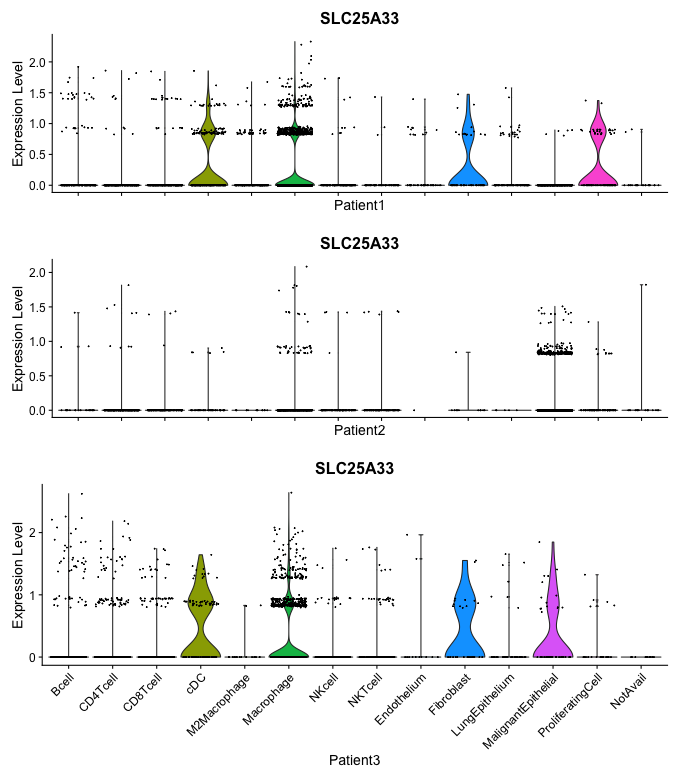 SLC25A33
Expression Level
2.0
1.5
1.0
0.5
0.0
Patient1
SLC25A33
Expression Level
2.0
1.5
1.0
0.5
0.0
Patient2
SLC25A33
Expression Level
2
1
0
Bcell
CD4Tcell
CD8Tcell
cDC
M2Macrophage
Macrophage
NKcell
NKTcell
Endothelium
Fibroblast
LungEpithelium
MalignantEpithelial
ProliferatingCell
NotAvail
Patient3